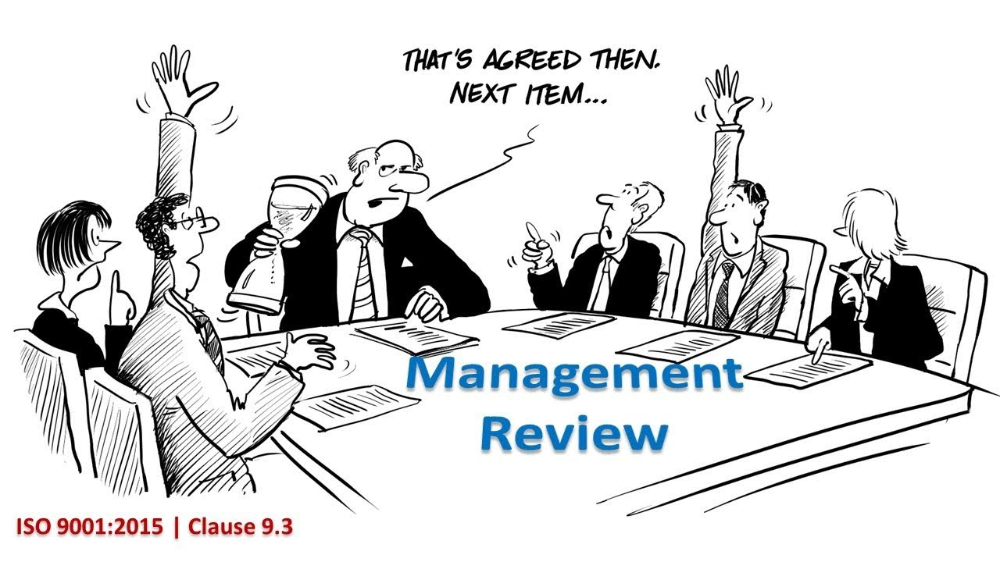 THAT'S AGREED THEN.
NEXT ITEM...
Management
Review
ISO 9001:2015 | Clause 9.3